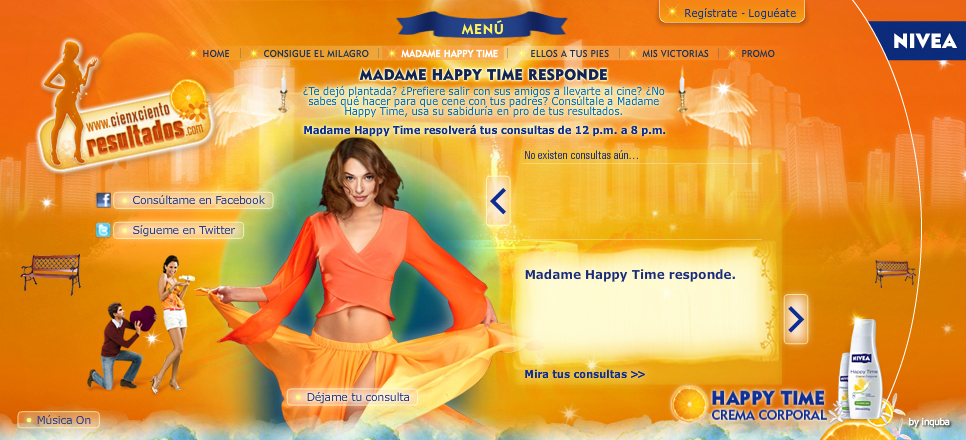 Regístrate - Loguéate
MENÚ
NIVEA
HOME
CONSIGUE EL MILAGRO
MADAME HAPPY TIME
ELLOS A TUS PIES
MIS VICTORIAS
PROMO
MADAME HAPPY TIME RESPONDE
¿Te dejó plantada? ¿Prefiere salir con sus amigos a llevarte al cine? ¿No
sabes qué hacer para que cene con tus padres? Consúltale a Madame
Happy Time, usa su sabiduría en pro de tus resultados.
Madame Happy Time resolverá tus consultas de 12 p.m. a 8 p.m.
www.cienxciento
resultados.com
No existen consultas aún...
Consúltame en Facebook
Sígueme en Twitter
Madame Happy Time responde.
Mira tus consultas >>
Déjame tu consulta
NIVEA
Happy Time
HAPPY TIME
CREMA CORPORAL
Música On
by Inquba